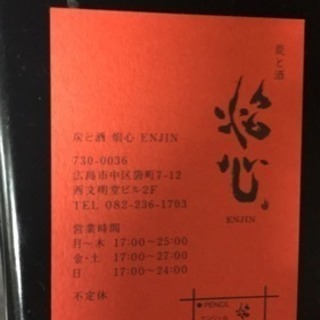 炭と酒
焔心
ENJIN
炭と酒 焔心 ENJIN
730-0036
広島市中区袋町7-12
西文明堂ビル2F
TEL 082-236-1793
営業時間
月〜木 17:00〜25:00
金・土 17:00〜27:00
日 17:00〜24:00
不定休
● PENCIL